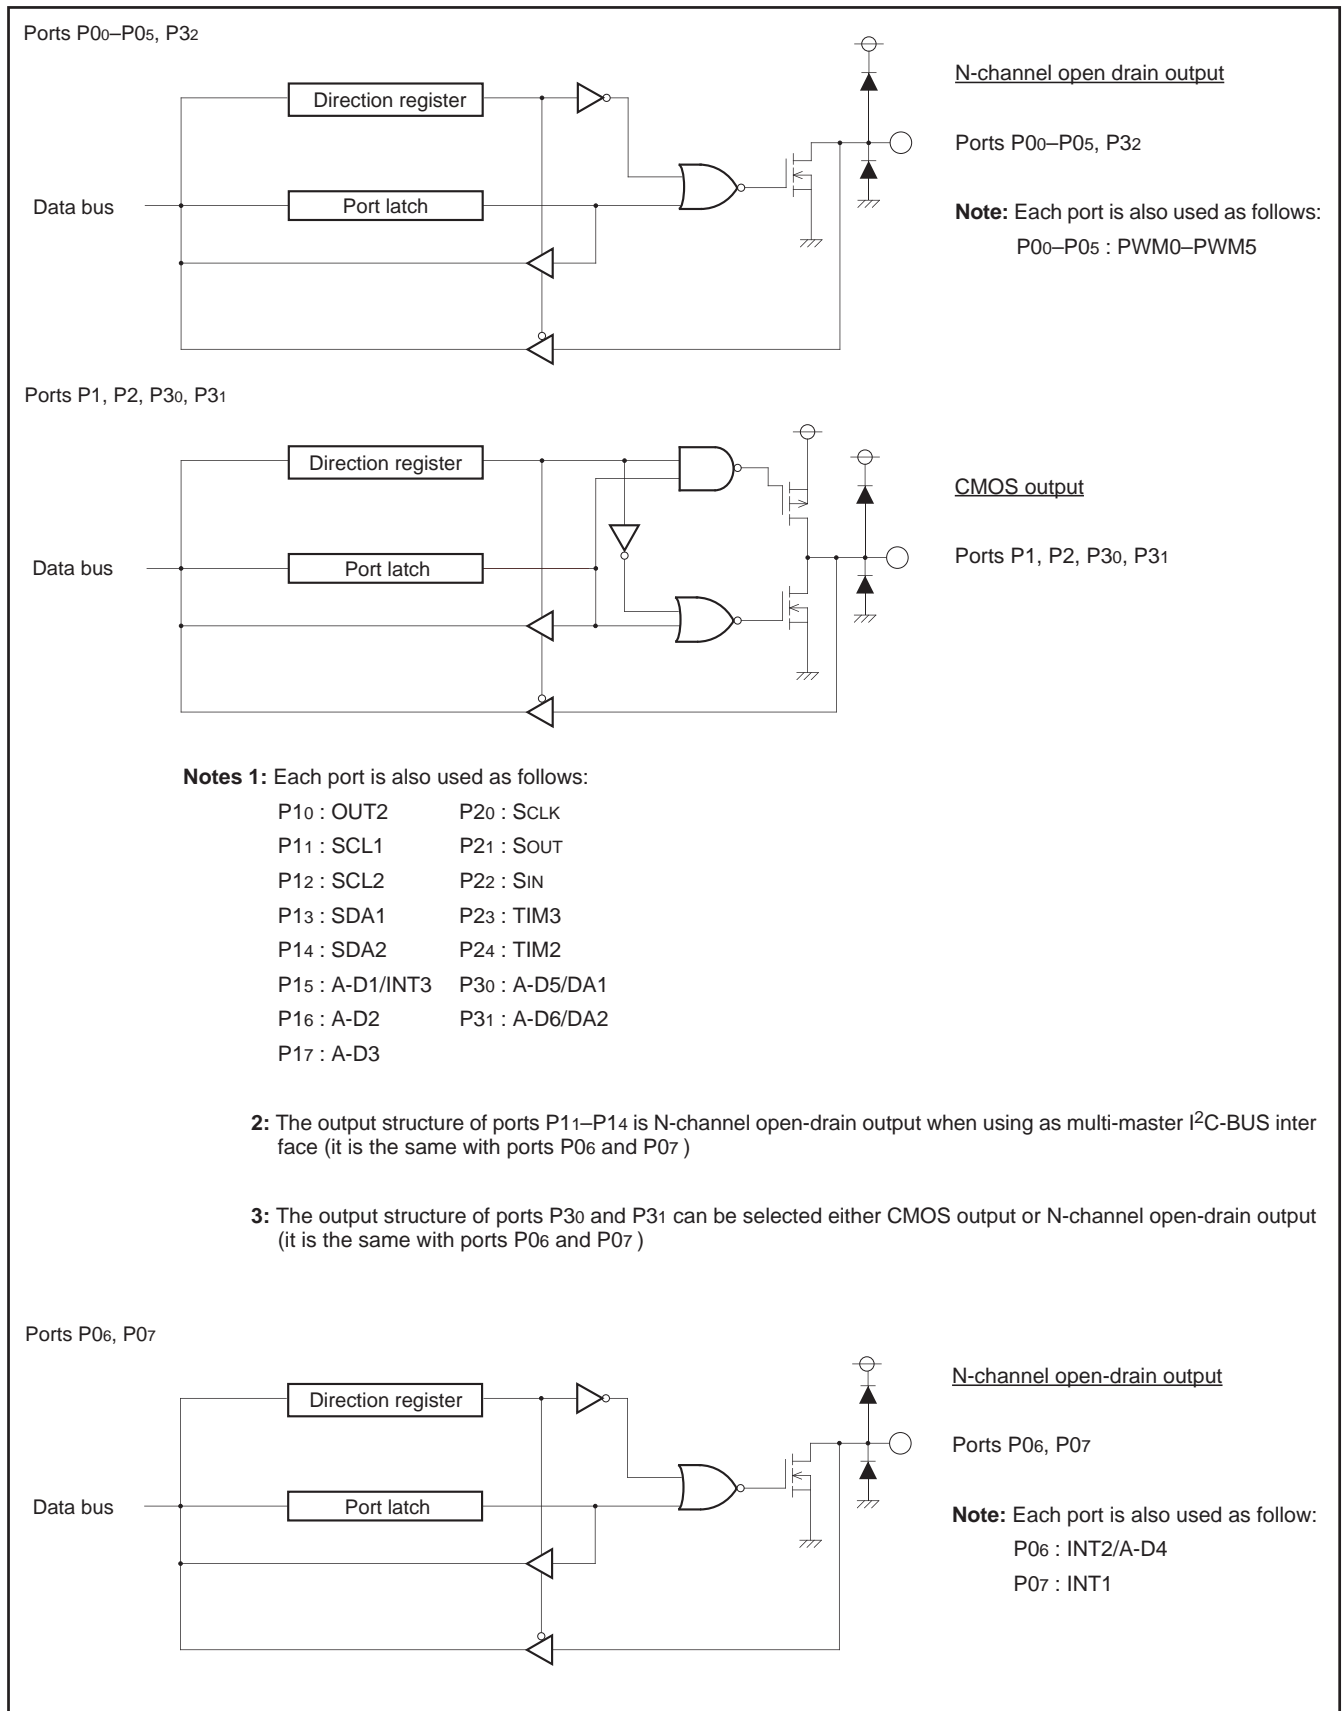 Ports P00–P05, P32
Direction register
N-channel open drain output
Ports P00–P05, P32
Data bus
Port latch
Note: Each port is also used as follows:
P00–P05 : PWM0–PWM5
Ports P1, P2, P30, P31
Direction register
CMOS output
Ports P1, P2, P30, P31
Data bus
Port latch
Notes 1: Each port is also used as follows:
P10 : OUT2 P20 : SCLK
P11 : SCL1 P21 : SOUT
P12 : SCL2 P22 : SIN
P13 : SDA1 P23 : TIM3
P14 : SDA2 P24 : TIM2
P15 : A-D1/INT3 P30 : A-D5/DA1
P16 : A-D2 P31 : A-D6/DA2
P17 : A-D3
2: The output structure of ports P11–P14 is N-channel open-drain output when using as multi-master I2C-BUS inter
face (it is the same with ports P06 and P07 )
3: The output structure of ports P30 and P31 can be selected either CMOS output or N-channel open-drain output
(it is the same with ports P06 and P07 )
Ports P06, P07
Direction register
N-channel open-drain output
Ports P06, P07
Data bus
Port latch
Note: Each port is also used as follow:
P06 : INT2/A-D4
P07 : INT1